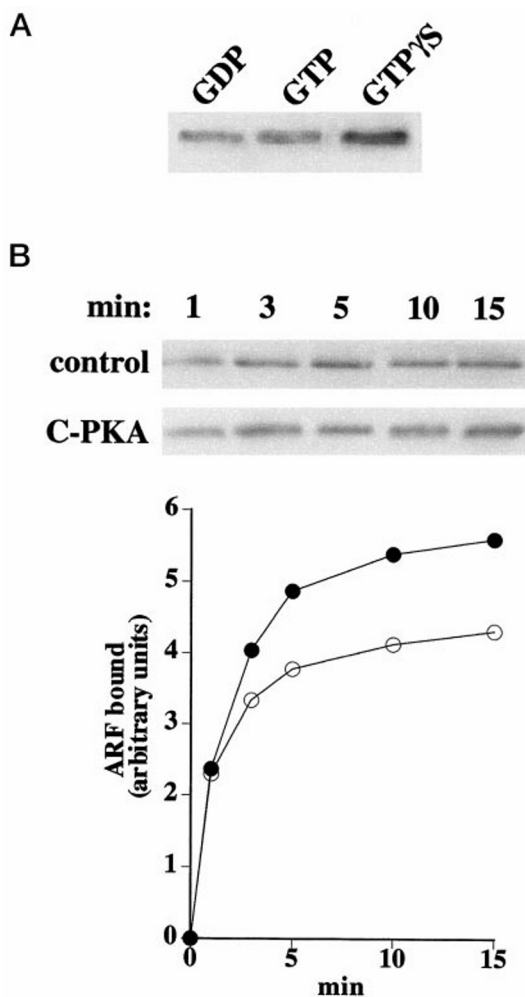 A
GDP GTP GTPγS
B
min: 1 3 5 10 15
control
C-PKA
6
5
4
3
2
1
0
ARF bound
(arbitrary units)
0 5 10 15
min